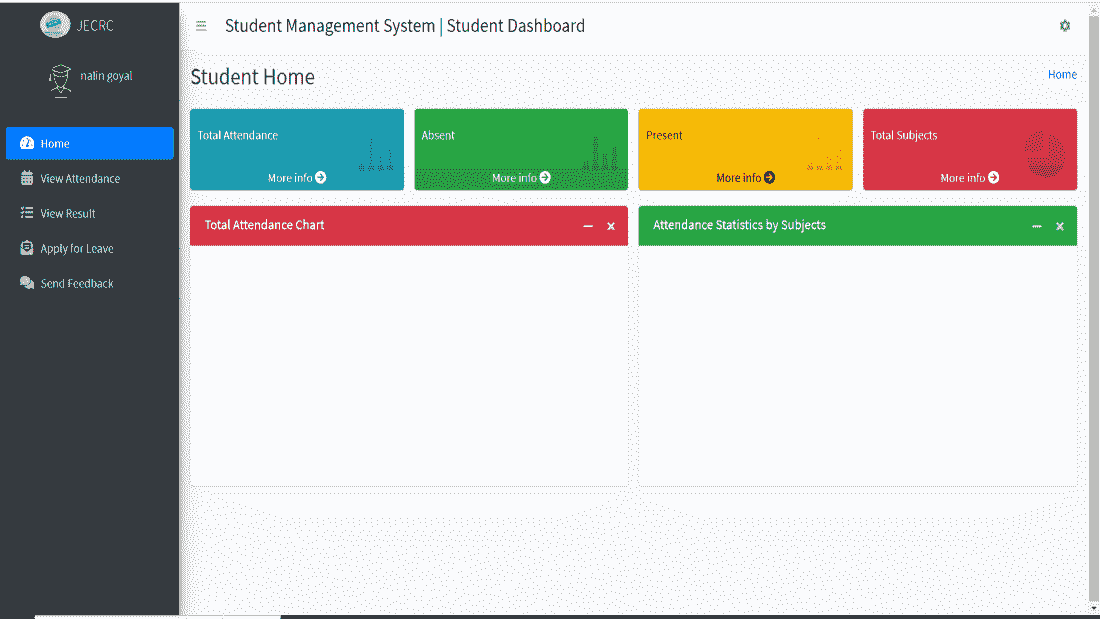 JECRC
nalin goyal
Home
View Attendance
View Result
Apply for Leave
Send Feedback
Student Management System | Student Dashboard
Student Home
Home
Total Attendance
More info
Absent
More info
Present
More info
Total Subjects
More info
Total Attendance Chart
Attendance Statistics by Subjects